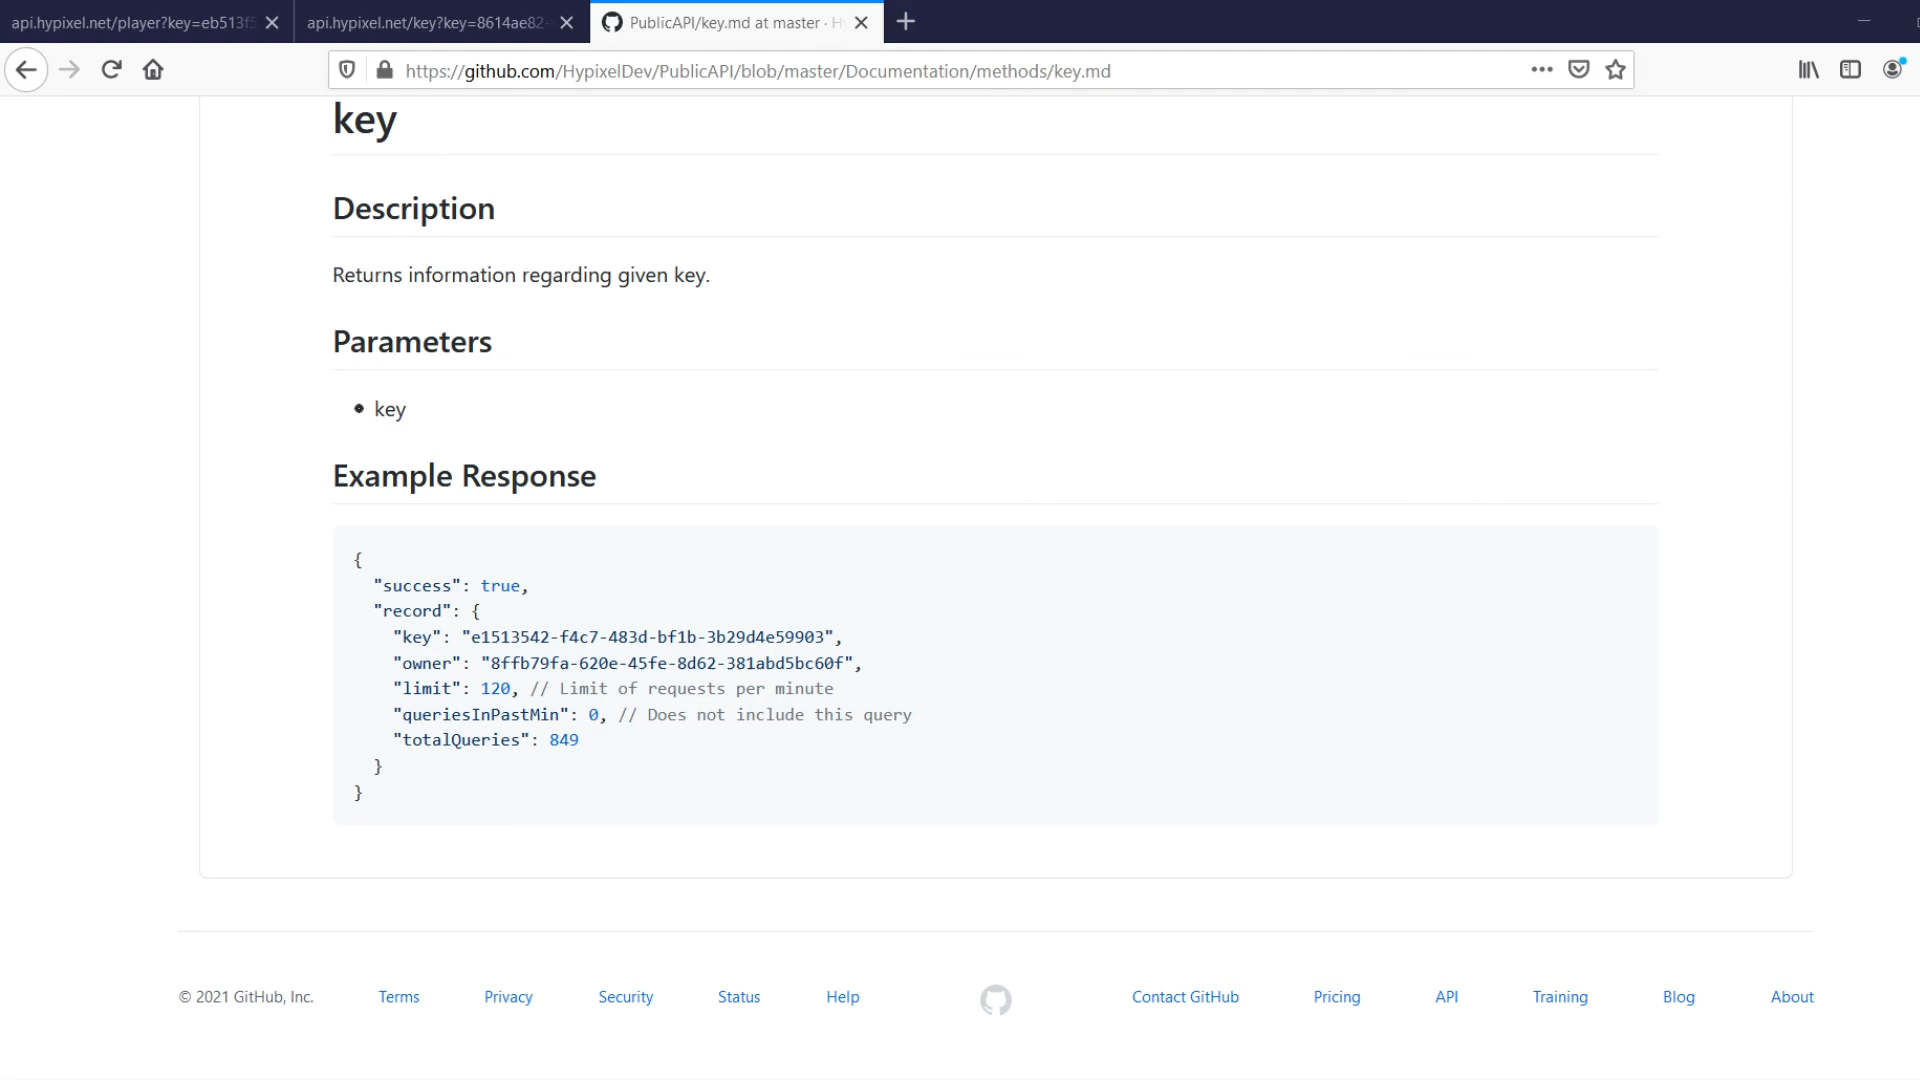 api.hypixel.net/player?key=eb513f5
api.hypixel.net/key?key=8614ae82-
PublicAPI/key.md at master · H
https://github.com/HypixelDev/PublicAPI/blob/master/Documentation/methods/key.md
key
Description
Returns information regarding given key.
Parameters
• key
Example Response
{
"success": true,
"record": {
"key": "e1513542-f4c7-483d-bf1b-3b29d4e59903",
"owner": "8ffb79fa-620e-45fe-8d62-381abd5bc60f",
"limit": 120, // Limit of requests per minute
"queriesInPastMin": 0, // Does not include this query
"totalQueries": 849
}
}
© 2021 GitHub, Inc. Terms Privacy Security Status Help Contact GitHub Pricing API Training Blog About